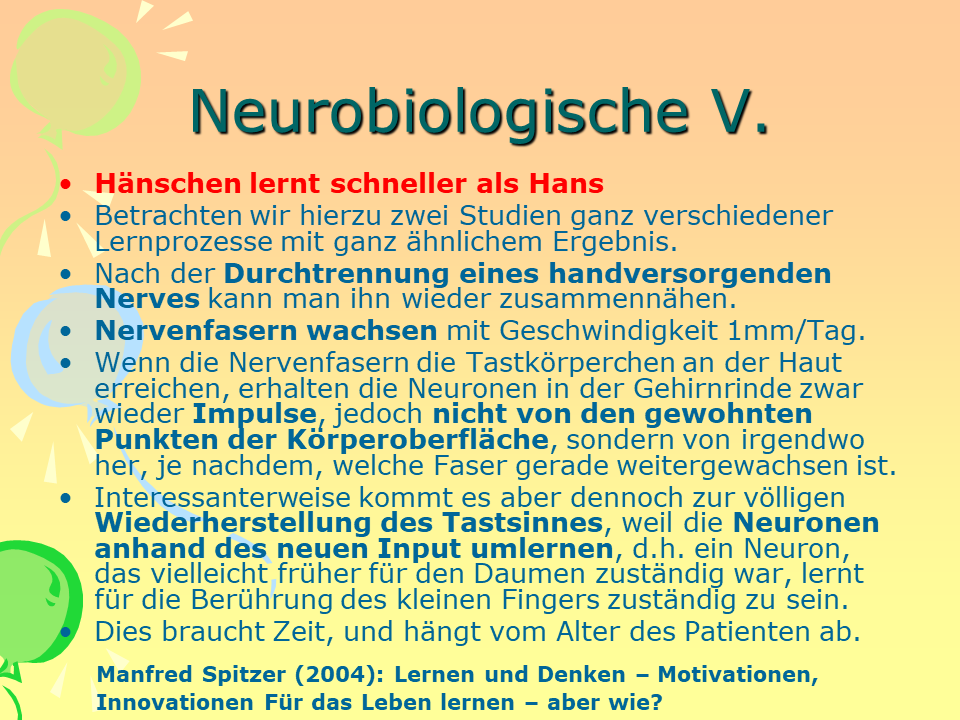 Neurobiologische V.
• Hänschen lernt schneller als Hans
• Betrachten wir hierzu zwei Studien ganz verschiedener
Lernprozesse mit ganz ähnlichem Ergebnis.
• Nach der Durchtrennung eines handversorgenden
Nerves kann man ihn wieder zusammennähen.
• Nervenfasern wachsen mit Geschwindigkeit 1mm/Tag.
• Wenn die Nervenfasern die Tastkörperchen an der Haut
erreichen, erhalten die Neuronen in der Gehirnrinde zwar
wieder Impulse, jedoch nicht von den gewohnten
Punkten der Körperoberfläche, sondern von irgendwo
her, je nachdem, welche Faser gerade weitergewachsen ist.
• Interessanterweise kommt es aber dennoch zur völligen
Wiederherstellung des Tastsinnes, weil die Neuronen
anhand des neuen Input umlernen, d.h. ein Neuron,
das vielleicht früher für den Daumen zuständig war, lernt
für die Berührung des kleinen Fingers zuständig zu sein.
• Dies braucht Zeit, und hängt vom Alter des Patienten ab.
Manfred Spitzer (2004): Lernen und Denken – Motivationen,
Innovationen Für das Leben lernen – aber wie?